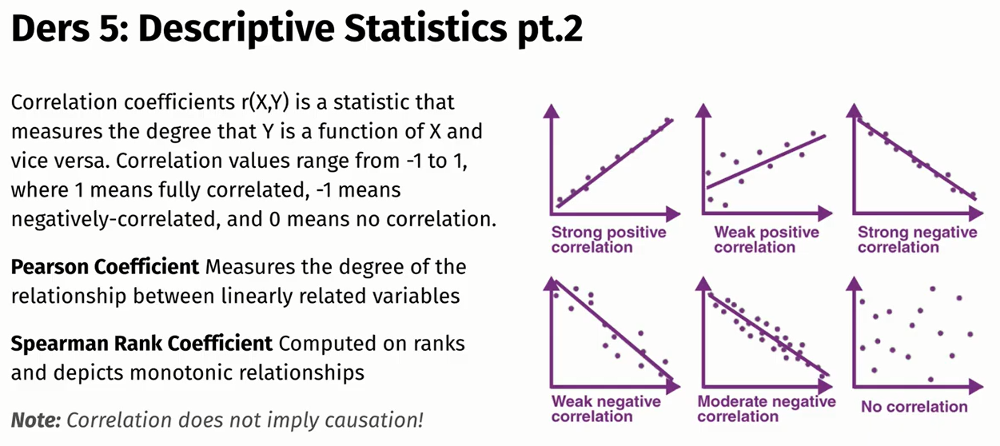 Ders 5: Descriptive Statistics pt.2
Correlation coefficients r(X,Y) is a statistic that
measures the degree that Y is a function of X and
vice versa. Correlation values range from -1 to 1,
where 1 means fully correlated, -1 means
negatively-correlated, and 0 means no correlation.
Pearson Coefficient Measures the degree of the
relationship between linearly related variables
Spearman Rank Coefficient Computed on ranks
and depicts monotonic relationships
Note: Correlation does not imply causation!
Strong positive
correlation
Weak positive
correlation
Strong negative
correlation
Weak negative
correlation
Moderate negative
correlation
No correlation